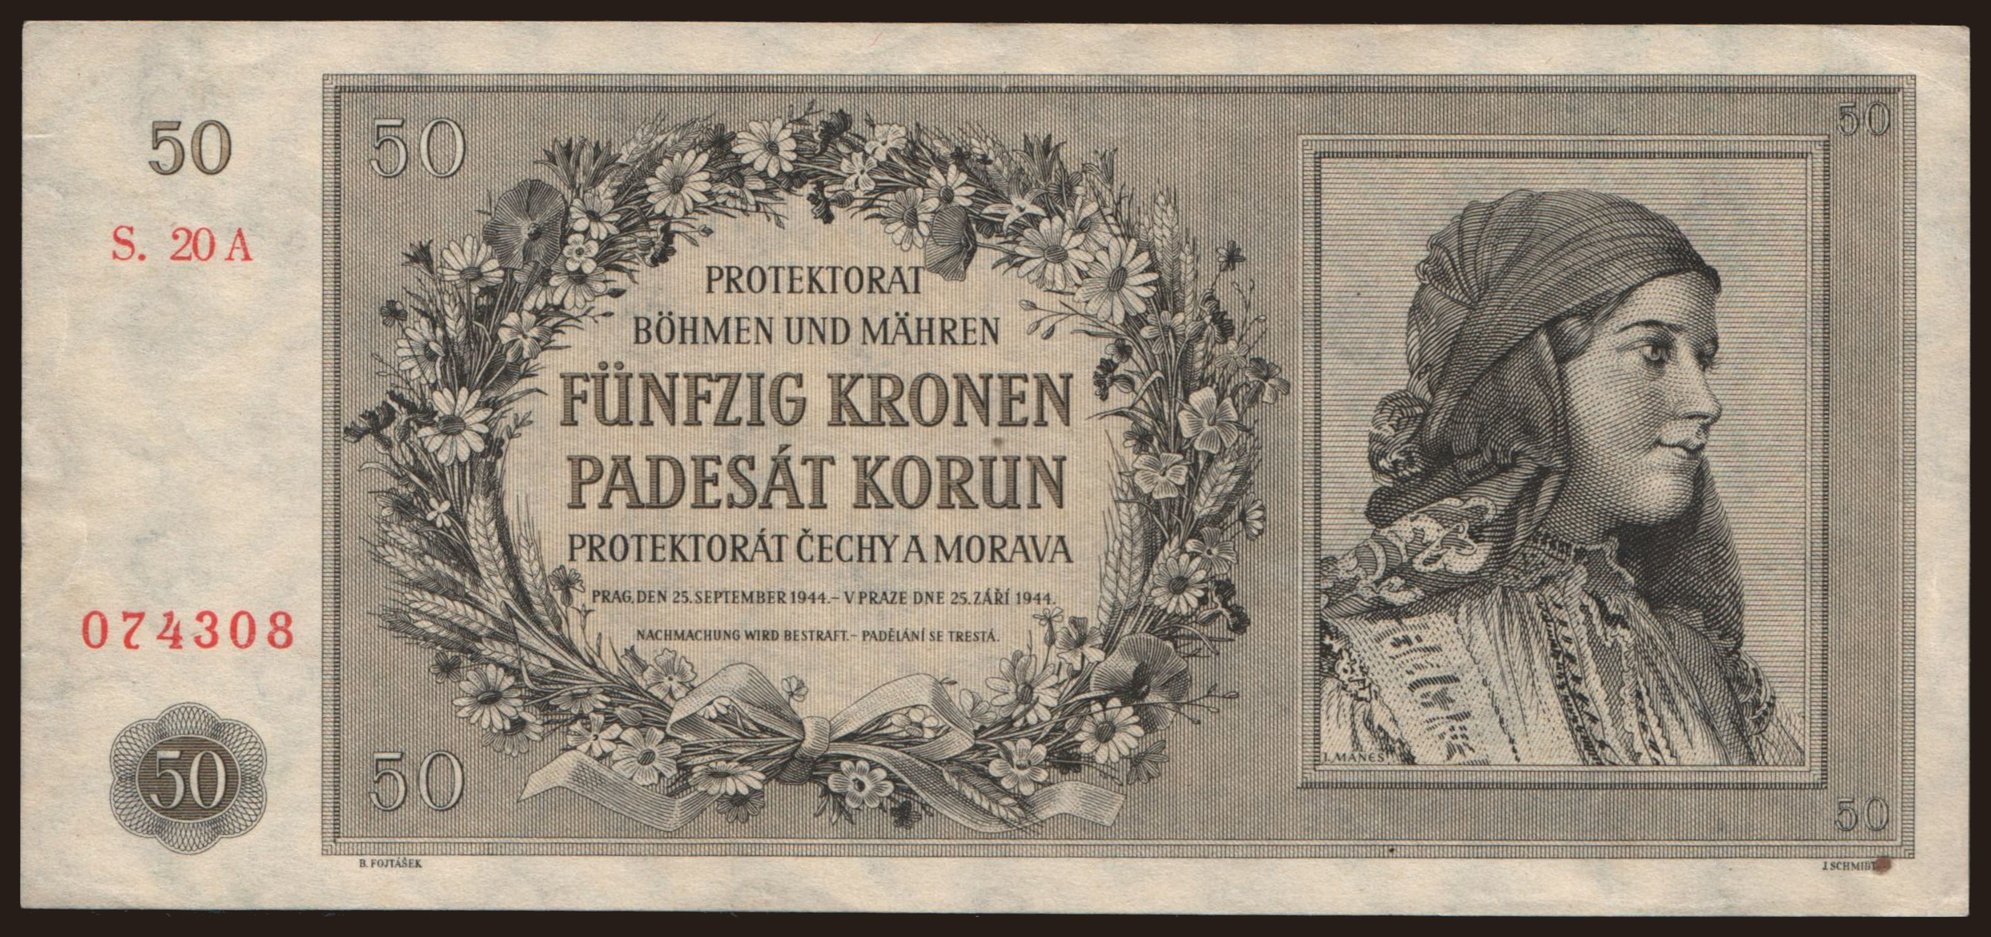 50
S. 20 A
074308
50
50
50
50
50
PROTEKTORAT
BÖHMEN UND MÄHREN
FÜNFZIG KRONEN
PADESÁT KORUN
PROTEKTORÁT ČECHY A MORAVA
PRAG, DEN 25. SEPTEMBER 1944. – V PRAZE DNE 25. ZÁŘÍ 1944.
NACHMACHUNG WIRD BESTRAFT. – PADĚLÁNÍ SE TRESTÁ.
J. MÁNES
B. FOJTÁŠEK
J. SCHMIDT